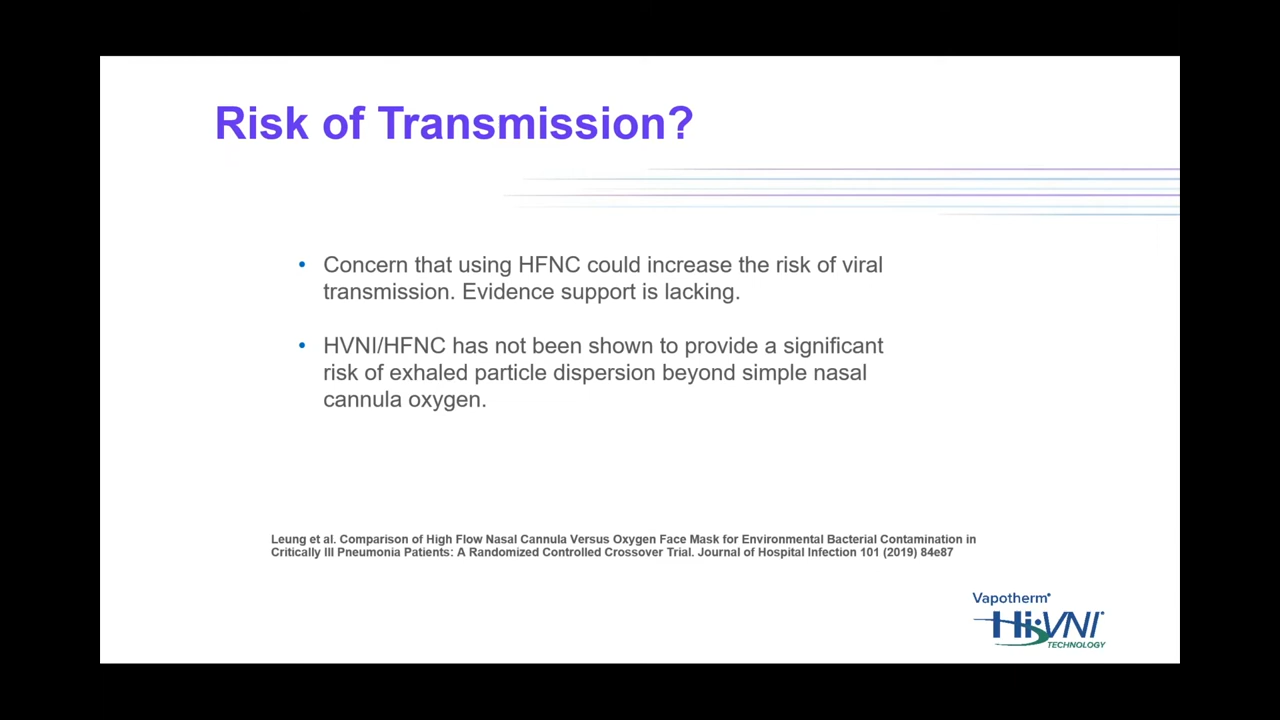 Risk of Transmission?
• Concern that using HFNC could increase the risk of viral
transmission. Evidence support is lacking.
• HVNI/HFNC has not been shown to provide a significant
risk of exhaled particle dispersion beyond simple nasal
cannula oxygen.
Leung et al. Comparison of High Flow Nasal Cannula Versus Oxygen Face Mask for Environmental Bacterial Contamination in
Critically Ill Pneumonia Patients: A Randomized Controlled Crossover Trial. Journal of Hospital Infection 101 (2019) 84e87
Vapotherm®
Hi-VNI®
TECHNOLOGY